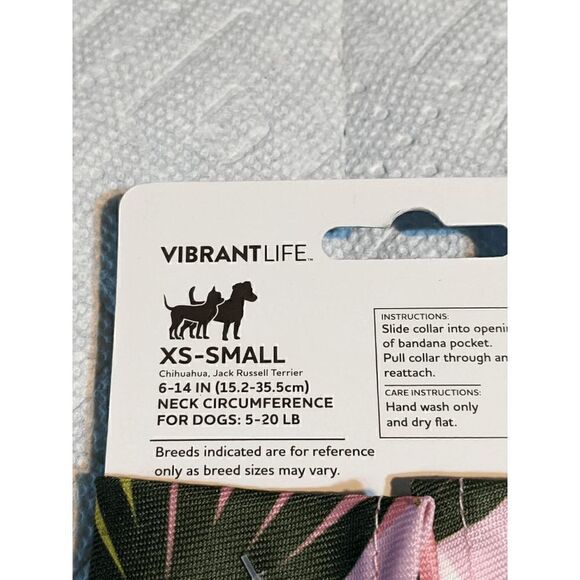 VIBRANTLIFE™
XS-SMALL
Chihuahua, Jack Russell Terrier
6-14 IN (15.2-35.5cm)
NECK CIRCUMFERENCE
FOR DOGS: 5-20 LB
Breeds indicated are for reference
only as breed sizes may vary.
INSTRUCTIONS:
Slide collar into
of bandana pocket.
Pull collar through
reattach.
CARE INSTRUCTIONS:
Hand wash only
and dry flat.